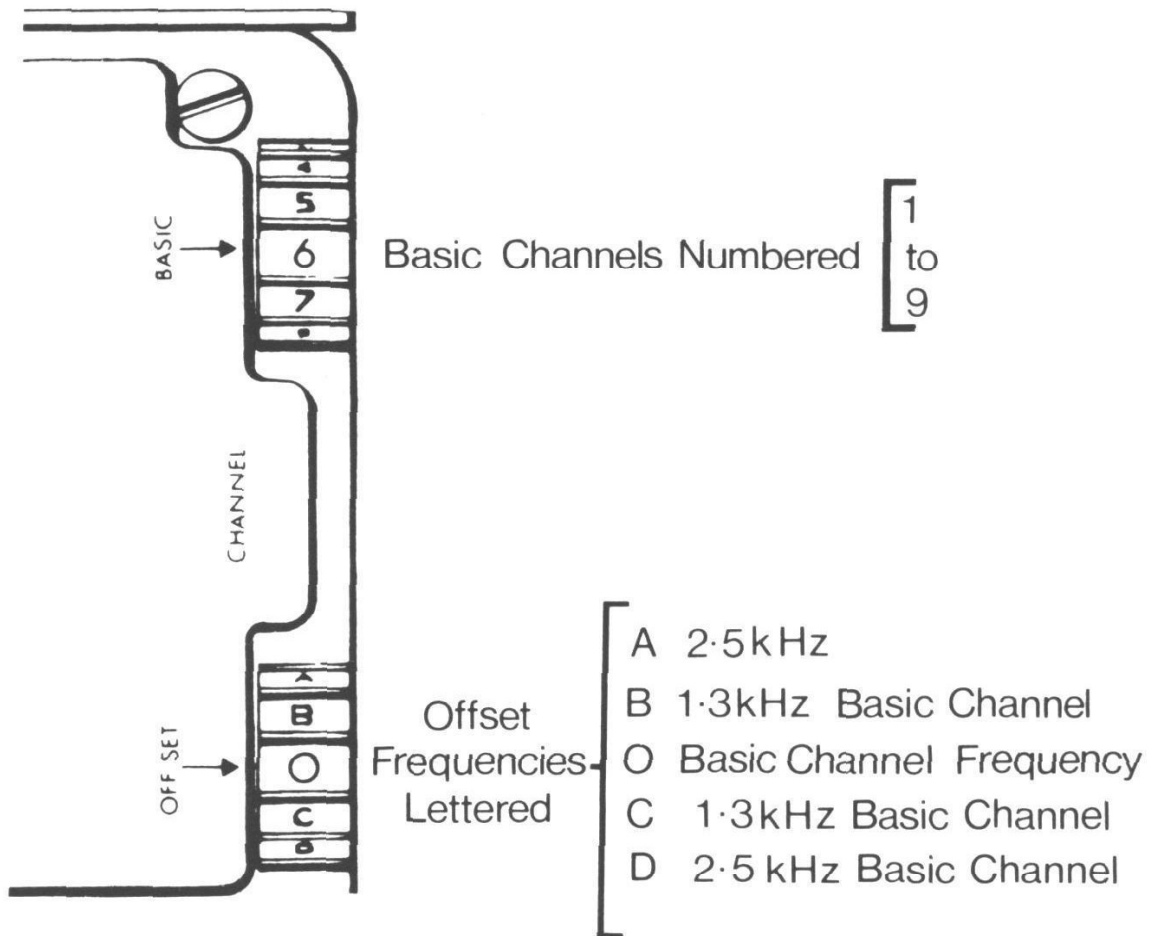 4
5
BASIC
6
Basic Channels Numbered
1
to
9
7
CHANNEL
A 2·5kHz
B
Offset
B 1·3kHz Basic Channel
OFF SET
O
Frequencies
O Basic Channel Frequency
C
Lettered
C 1·3kHz Basic Channel
D
D 2·5 kHz Basic Channel